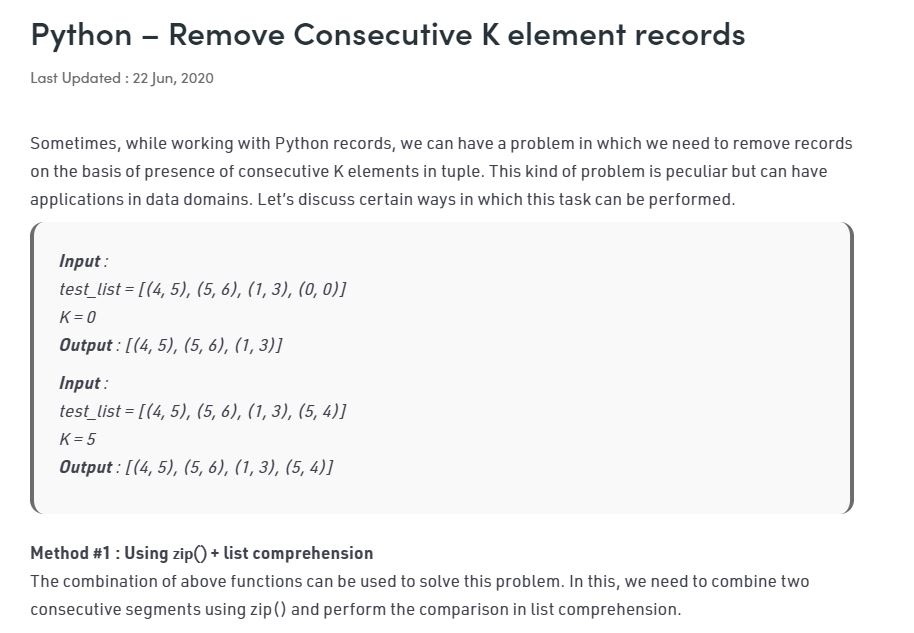 Python – Remove Consecutive K element records
Last Updated : 22 Jun, 2020
Sometimes, while working with Python records, we can have a problem in which we need to remove records
on the basis of presence of consecutive K elements in tuple. This kind of problem is peculiar but can have
applications in data domains. Let’s discuss certain ways in which this task can be performed.
Input :
test_list = [(4, 5), (5, 6), (1, 3), (0, 0)]
K = 0
Output : [(4, 5), (5, 6), (1, 3)]
Input :
test_list = [(4, 5), (5, 6), (1, 3), (5, 4)]
K = 5
Output : [(4, 5), (5, 6), (1, 3), (5, 4)]
Method #1 : Using zip() + list comprehension
The combination of above functions can be used to solve this problem. In this, we need to combine two
consecutive segments using zip() and perform the comparison in list comprehension.